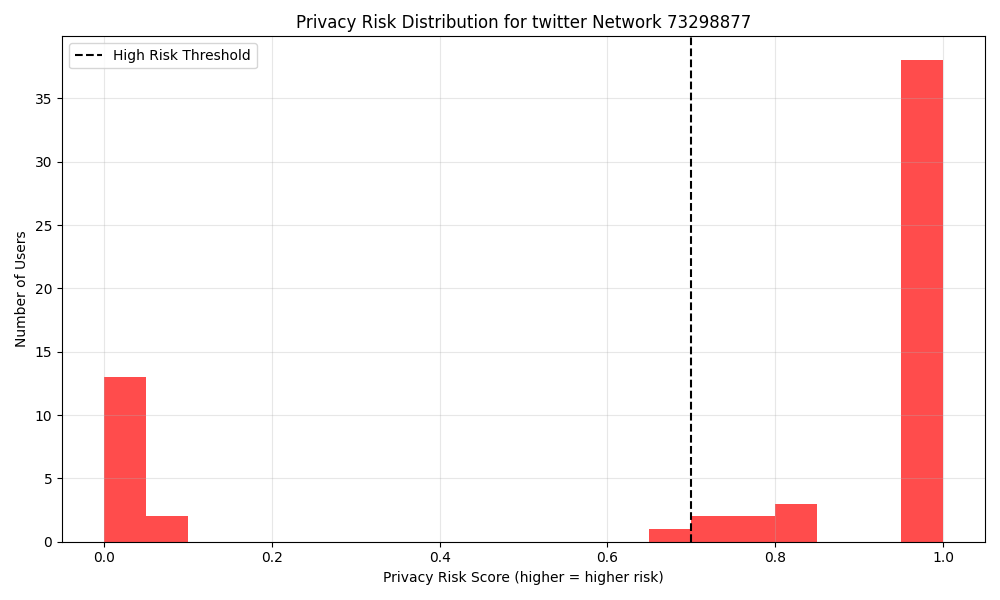 Privacy Risk Distribution for twitter Network 73298877
High Risk Threshold
Number of Users
35
30
25
20
15
10
5
0
0.0 0.2 0.4 0.6 0.8 1.0
Privacy Risk Score (higher = higher risk)